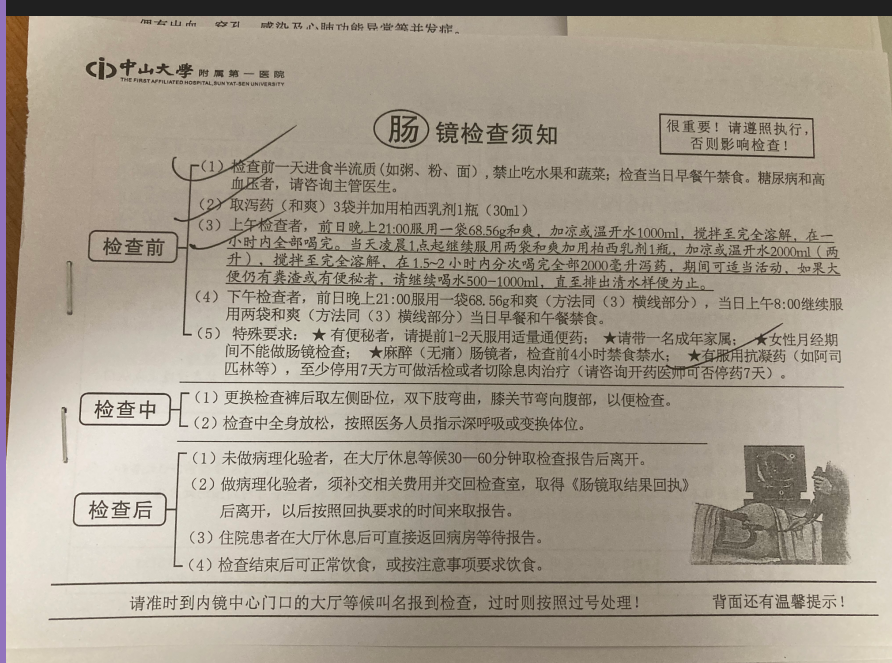 偶有出血、穿孔、感染及心肺功能异常等并发症。
中山大學 附属第一医院
THE FIRST AFFILIATED HOSPITAL, SUN YAT-SEN UNIVERSITY
肠镜检查须知
很重要！请遵照执行，
否则影响检查！
检查前
（1）检查前一天进食半流质(如粥、粉、面)，禁止吃水果和蔬菜；检查当日早餐午禁食。糖尿病和高
血压者，请咨询主管医生。
（2）取泻药（和爽）3袋并加用柏西乳剂1瓶（30ml）
（3）上午检查者，前日晚上21:00服用一袋68.56g和爽，加凉或温开水1000ml，搅拌至完全溶解，在一
小时内全部喝完。当天凌晨1点起继续服用两袋和爽加用柏西乳剂1瓶，加凉或温开水2000ml（两
升），搅拌至完全溶解，在1.5~2小时内分次喝完全部2000毫升泻药，期间可适当活动，如果大
便仍有粪渣或有便秘者，请继续喝水500-1000ml，直至排出清水样便为止。
（4）下午检查者，前日晚上21:00服用一袋68.56g和爽（方法同（3）横线部分），当日上午8:00继续服
用两袋和爽（方法同（3）横线部分）当日早餐和午餐禁食。
（5）特殊要求：★有便秘者，请提前1-2天服用适量通便药；★请带一名成年家属；★女性月经期
间不能做肠镜检查；★麻醉（无痛）肠镜者，检查前4小时禁食禁水；★有服用抗凝药（如阿司
匹林等），至少停用7天方可做活检或者切除息肉治疗（请咨询开药医师可否停药7天）。
检查中
（1）更换检查裤后取左侧卧位，双下肢弯曲，膝关节弯向腹部，以便检查。
（2）检查中全身放松，按照医务人员指示深呼吸或变换体位。
检查后
（1）未做病理化验者，在大厅休息等候30—60分钟取检查报告后离开。
（2）做病理化验者，须补交相关费用并交回检查室，取得《肠镜取结果回执》
后离开，以后按照回执要求的时间来取报告。
（3）住院患者在大厅休息后可直接返回病房等待报告。
（4）检查结束后可正常饮食，或按注意事项要求饮食。
请准时到内镜中心门口的大厅等候叫名报到检查，过时则按照过号处理！ 背面还有温馨提示！